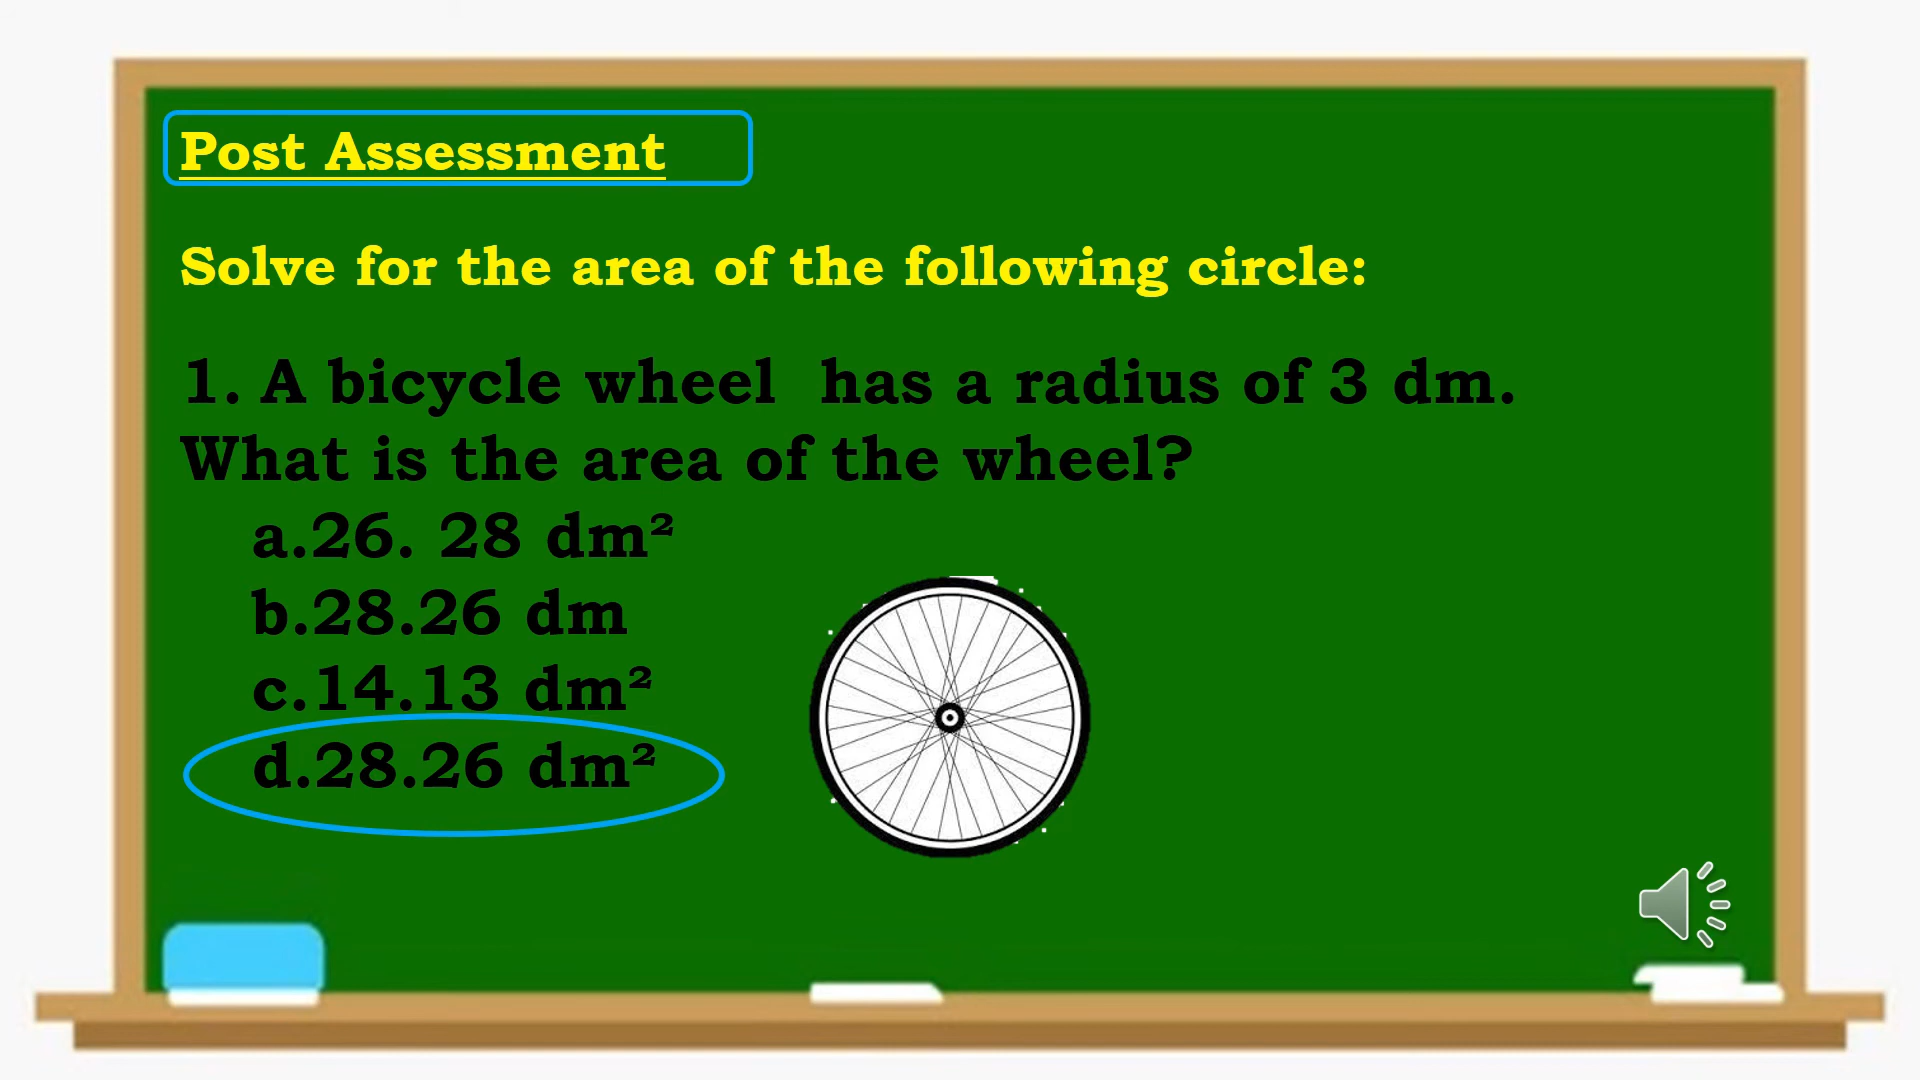 Post Assessment
Solve for the area of the following circle:
1. A bicycle wheel  has a radius of 3 dm.
What is the area of the wheel?
a.26. 28 dm²
b.28.26 dm
c.14.13 dm²
d.28.26 dm²